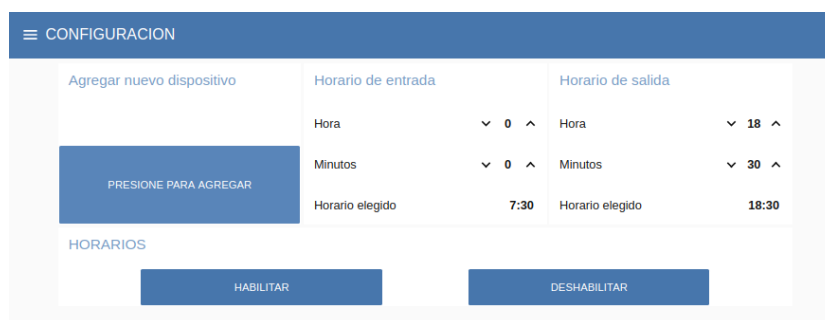 CONFIGURACION
Agregar nuevo dispositivo
PRESIONE PARA AGREGAR
Horario de entrada
Hora 0
Minutos 0
Horario elegido 7:30
Horario de salida
Hora 18
Minutos 30
Horario elegido 18:30
HORARIOS
HABILITAR
DESHABILITAR